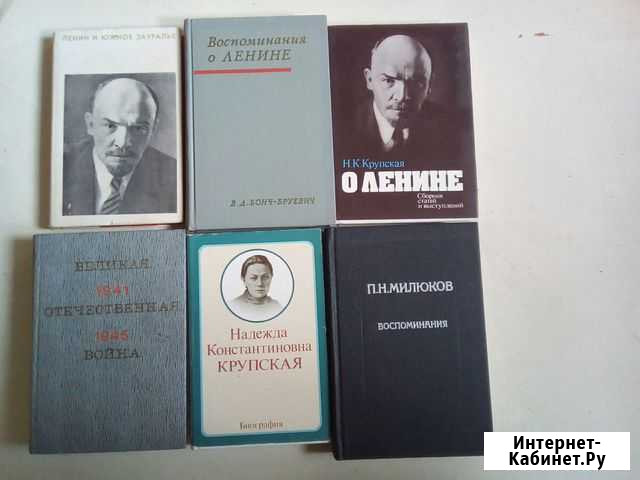 ЛЕНИН И ЮЖНОЕ ЗАУРАЛЬЕ
Воспоминания
о ЛЕНИНЕ
В. Д. БОНЧ-БРУЕВИЧ
Н.К.Крупская
О ЛЕНИНЕ
Сборник
статей
и выступлений
ВЕЛИКАЯ
1941
ОТЕЧЕСТВЕННАЯ
1945
ВОЙНА
Надежда
Константиновна
КРУПСКАЯ
Биография
П.Н.МИЛЮКОВ
ВОСПОМИНАНИЯ
Интернет-
Кабинет.Ру